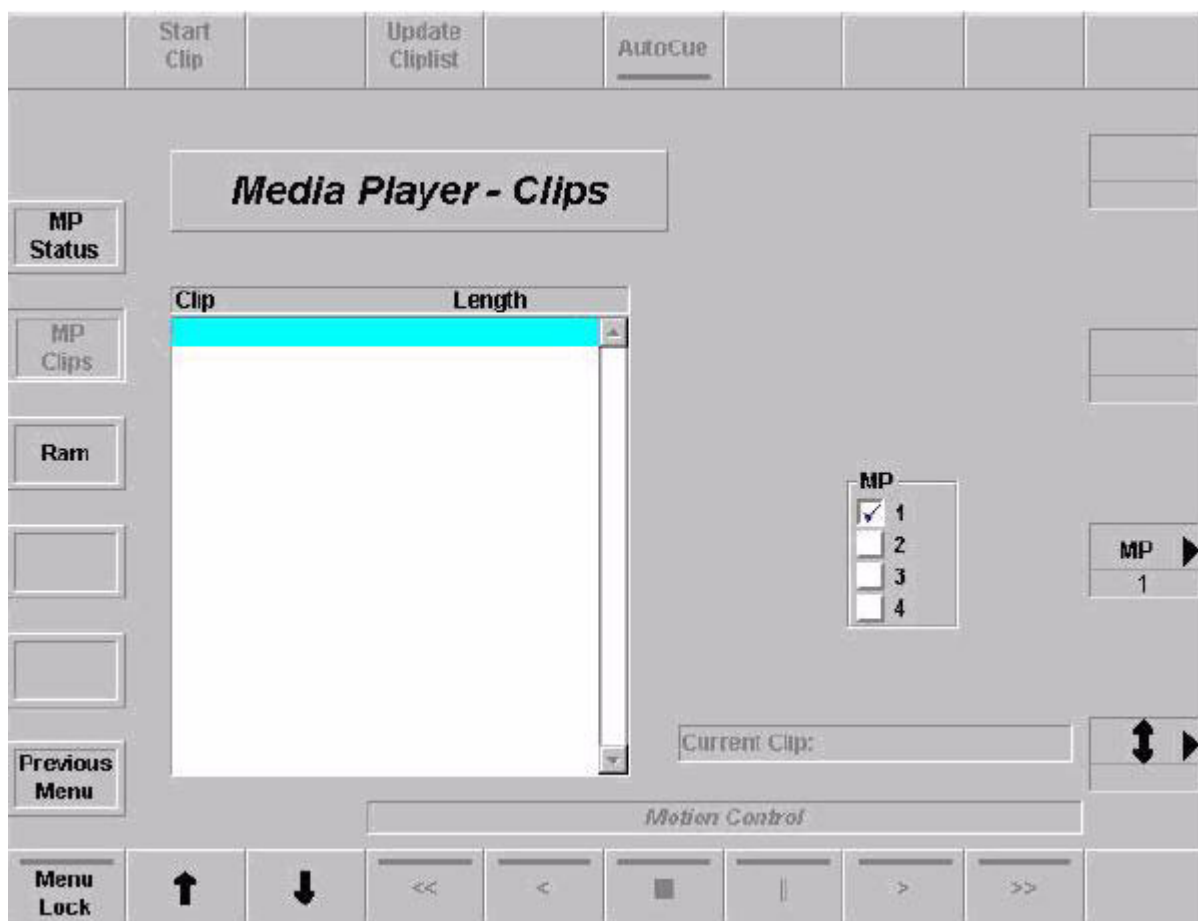 Start
Clip
Update
Cliplist
AutoCue
Media Player - Clips
MP
Status
MP
Clips
Ram
Previous
Menu
Clip Length
MP
1
2
3
4
MP
1
Current Clip:
Motion Control
Menu
Lock
<<
<
||
>
>>